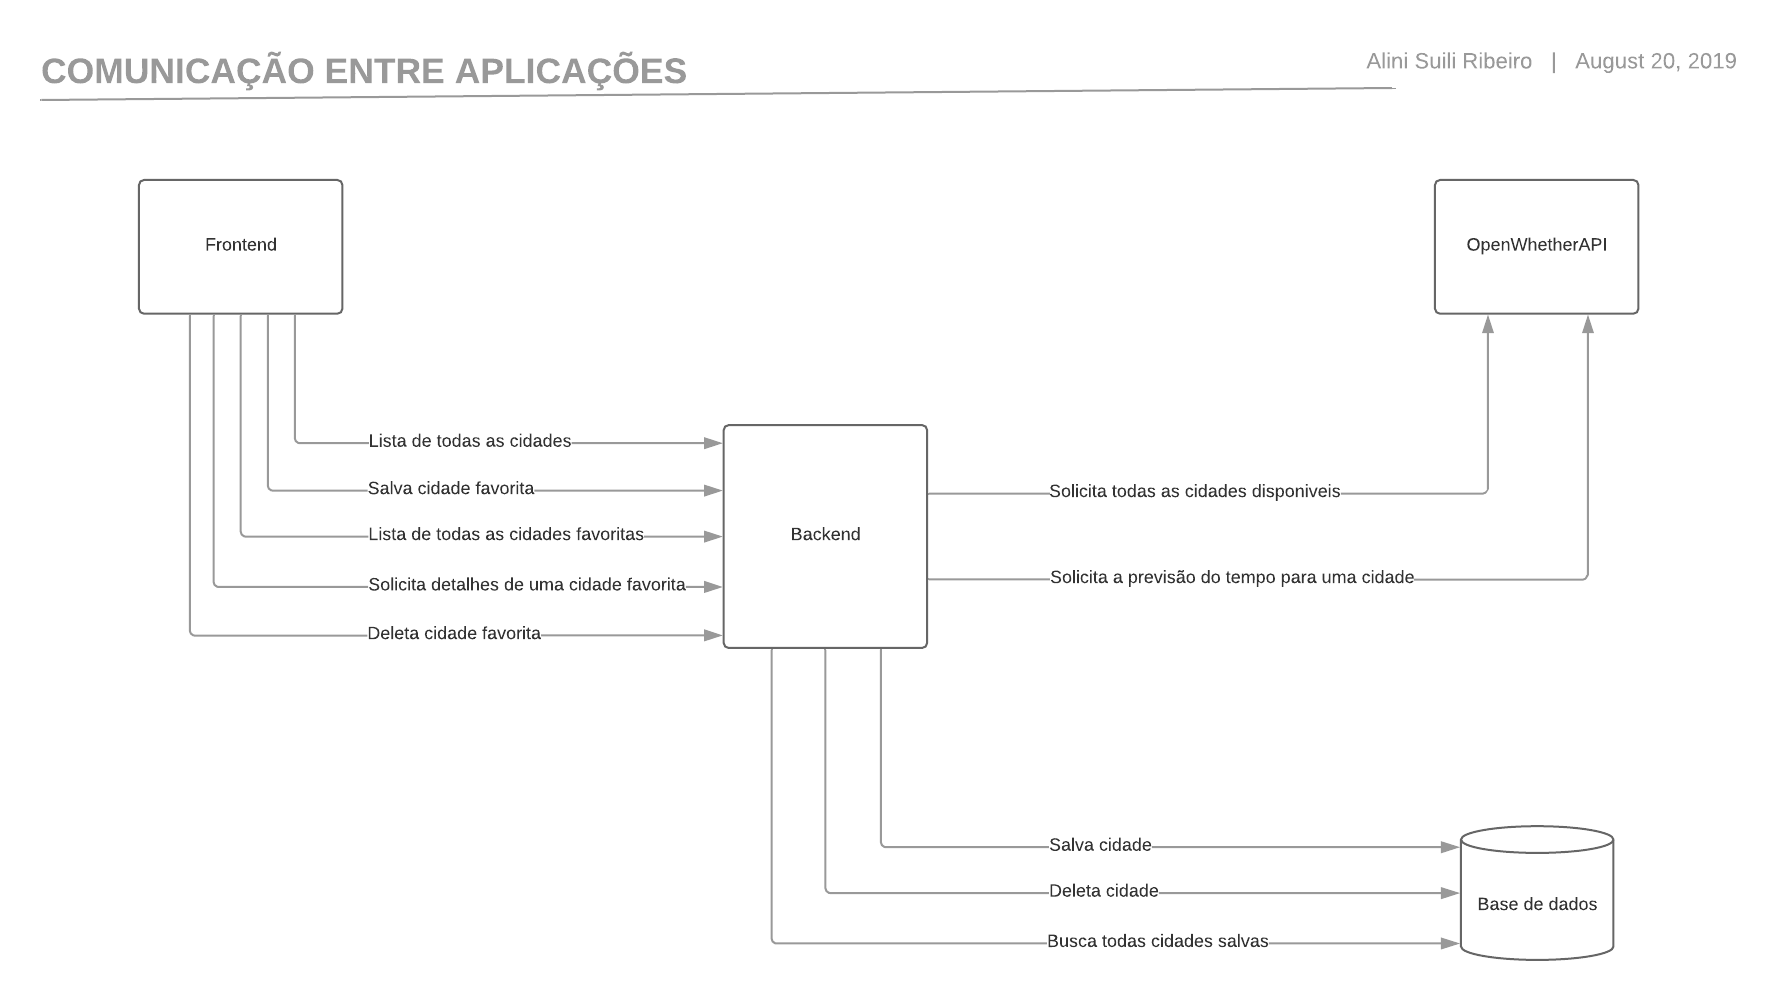 COMUNICAÇÃO ENTRE APLICAÇÕES
Alini Suili Ribeiro | August 20, 2019
Frontend
OpenWhetherAPI
Lista de todas as cidades
Salva cidade favorita
Lista de todas as cidades favoritas
Solicita detalhes de uma cidade favorita
Deleta cidade favorita
Backend
Solicita todas as cidades disponiveis
Solicita a previsão do tempo para uma cidade
Salva cidade
Deleta cidade
Busca todas cidades salvas
Base de dados